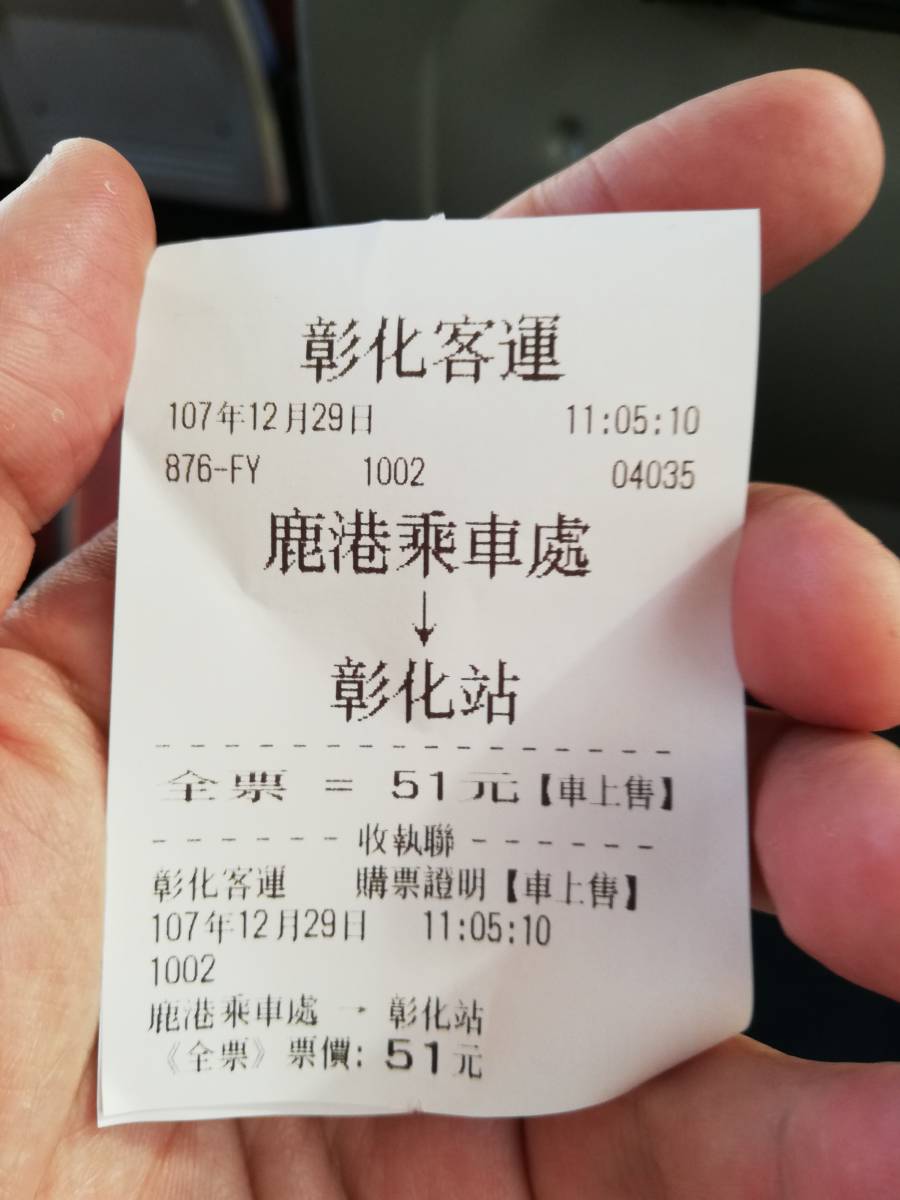 彰化客運
107年12月29日 11:05:10
876-FY 1002 04035
鹿港乘車處
↓
彰化站
全票 = 51元【車上售】
收執聯
彰化客運 購票證明【車上售】
107年12月29日 11:05:10
1002
鹿港乘車處 → 彰化站
《全票》票價: 51元